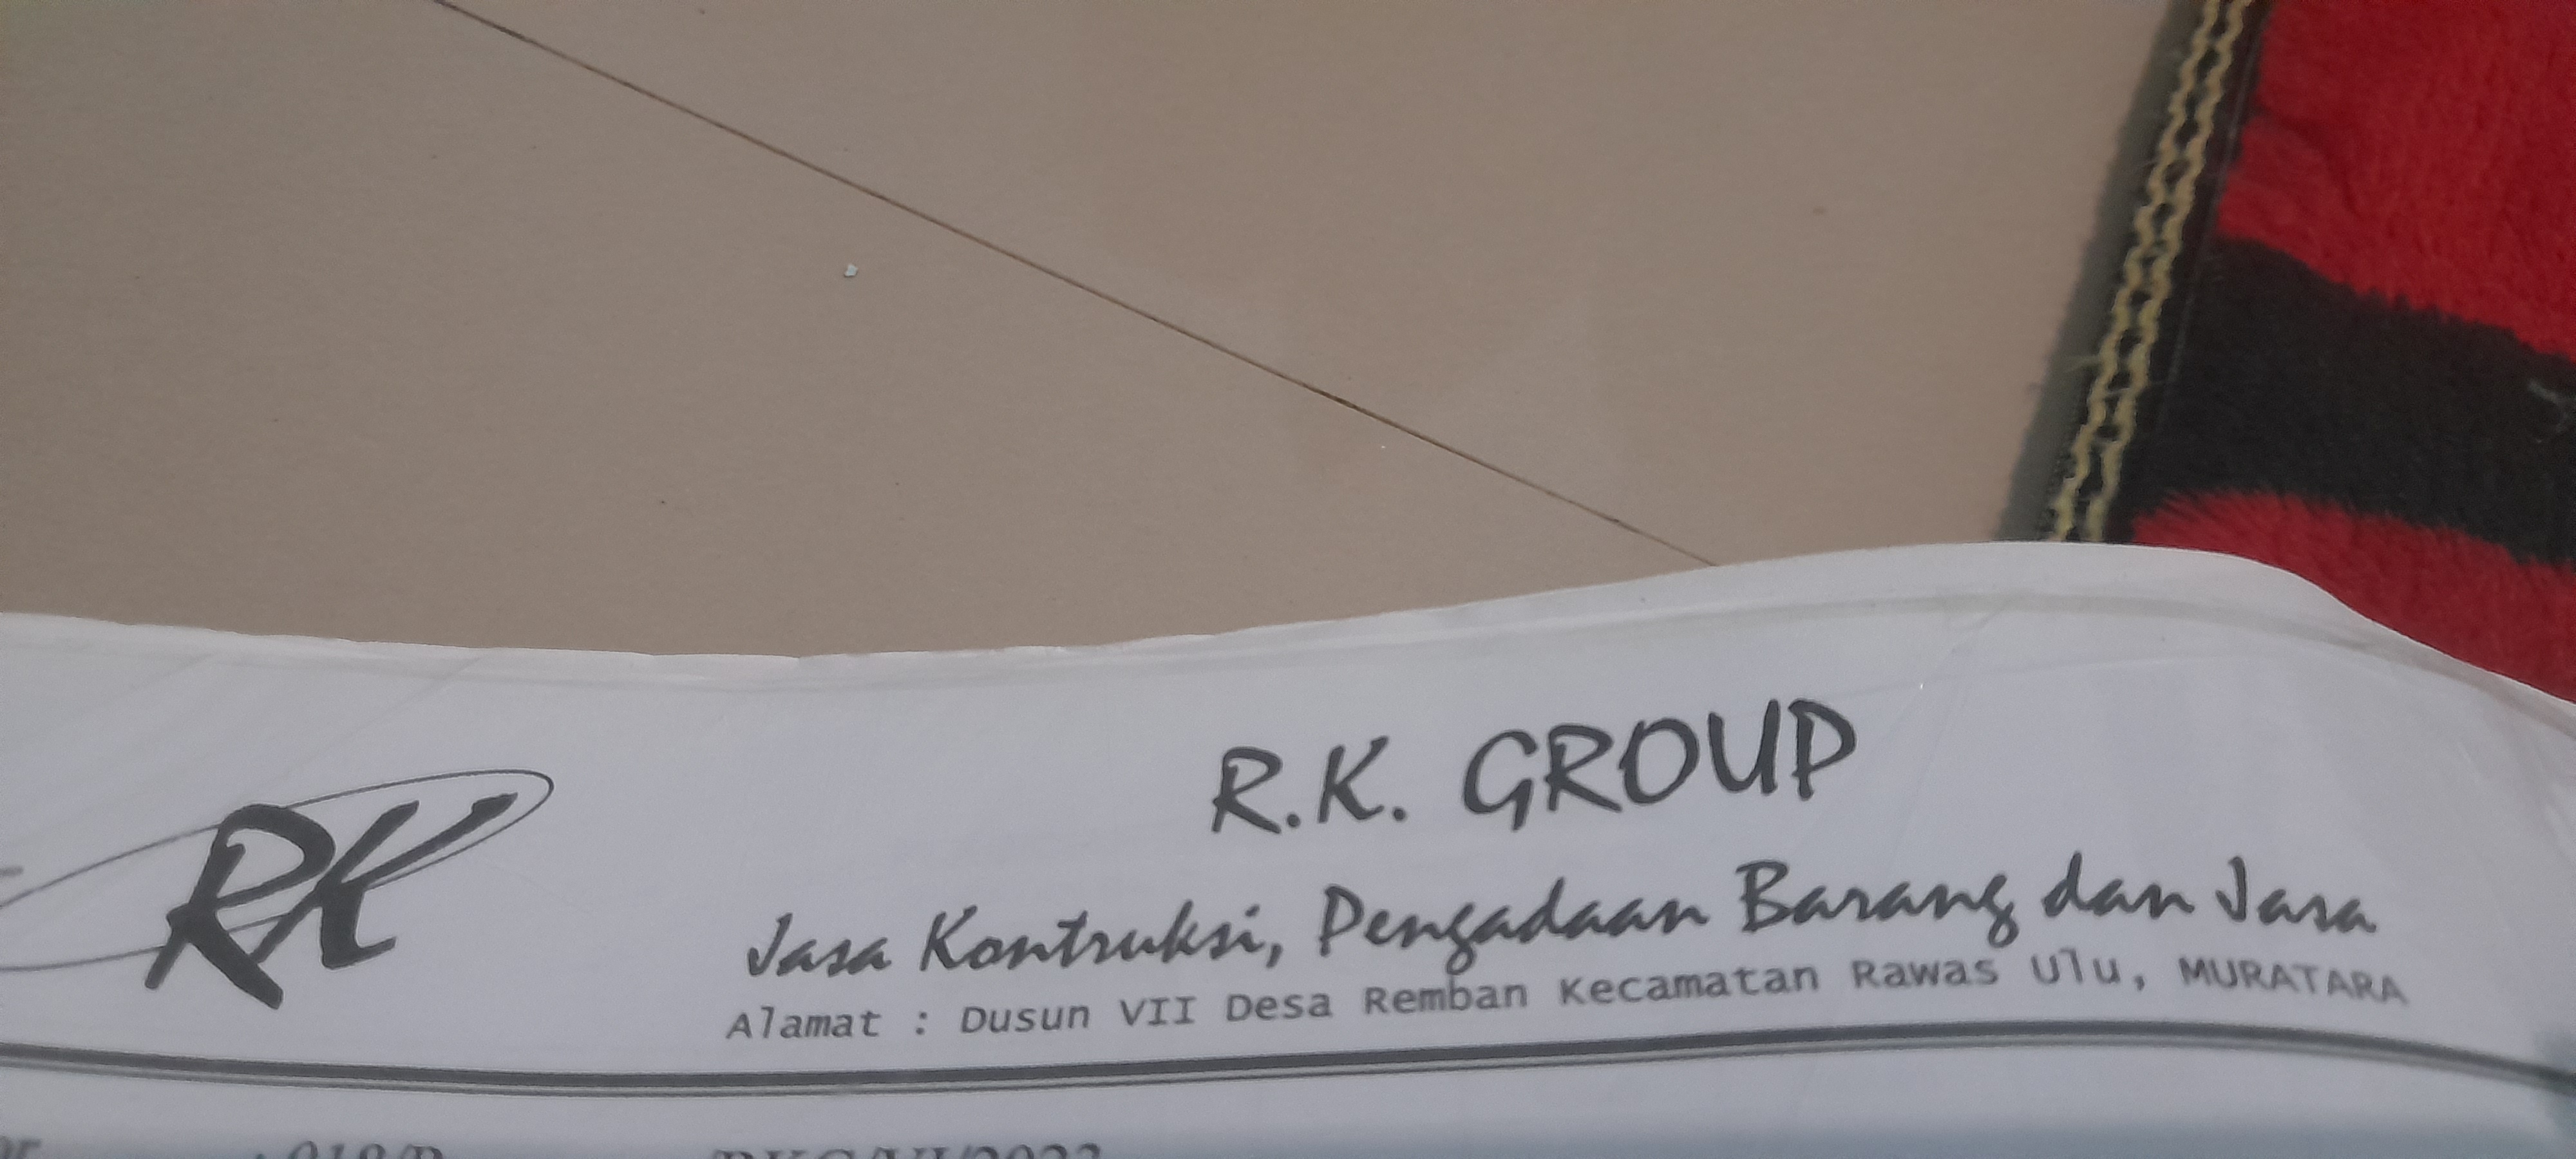 RK
R.K. GROUP
Jasa Kontruksi, Pengadaan Barang dan Jasa
Alamat : Dusun VII Desa Remban Kecamatan Rawas Ulu, MURATARA